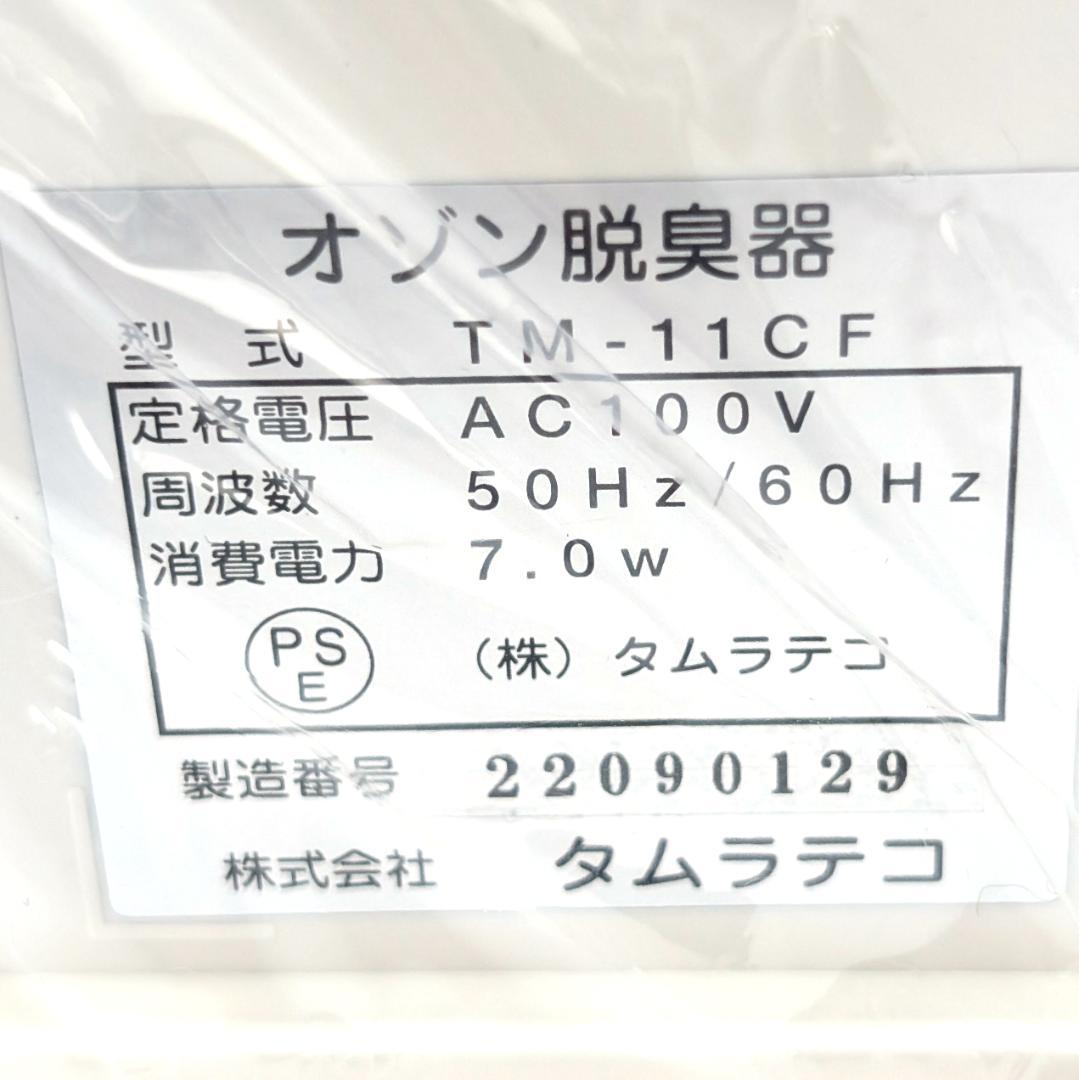 オゾン脱臭器
型 式 TM-11CF
定格電圧 AC100V
周波数 50Hz/60Hz
消費電力 7.0w
PS
E
(株) タムラテコ
製造番号 22090129
株式会社 タムラテコ